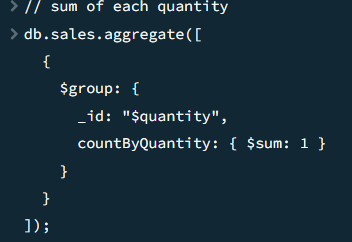 > // sum of each quantity
> db.sales.aggregate([
{
$group: {
_id: "$quantity",
countByQuantity: { $sum: 1 }
}
}
]);